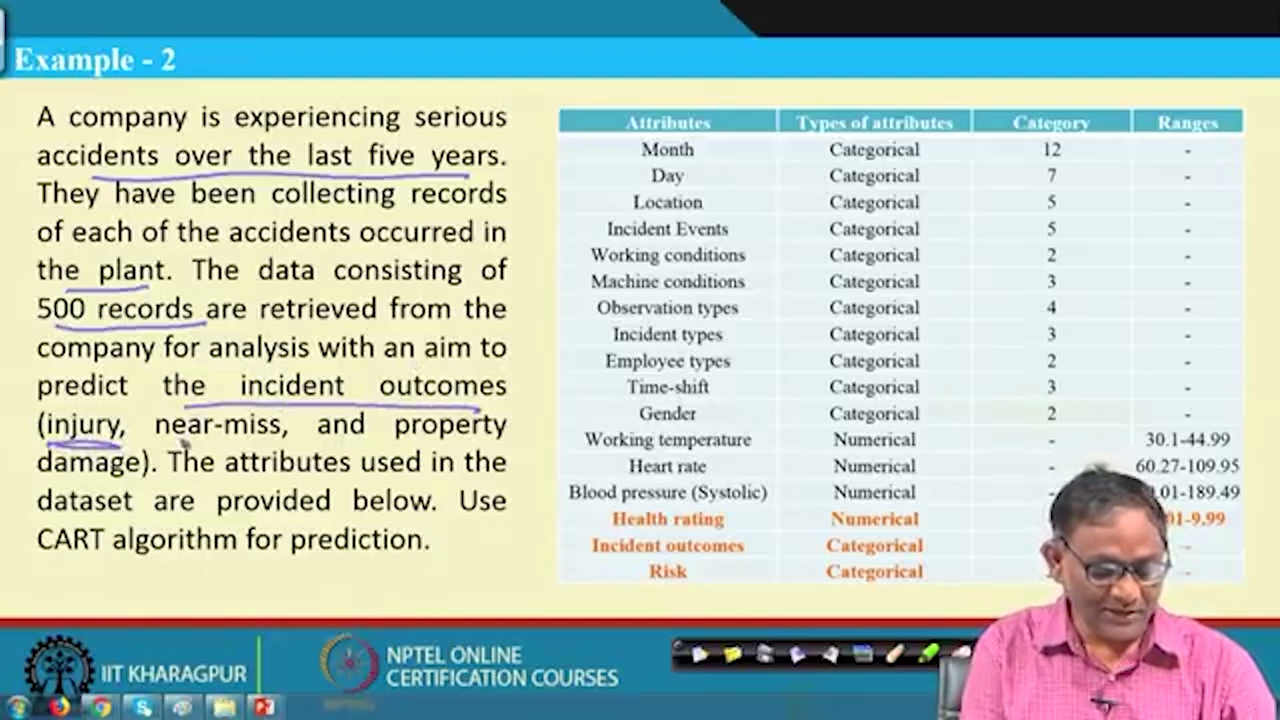 Example - 2
A company is experiencing serious
accidents over the last five years.
They have been collecting records
of each of the accidents occurred in
the plant. The data consisting of
500 records are retrieved from the
company for analysis with an aim to
predict the incident outcomes
(injury, near-miss, and property
damage). The attributes used in the
dataset are provided below. Use
CART algorithm for prediction.
Attributes Types of attributes Category Ranges
Month Categorical 12 -
Day Categorical 7 -
Location Categorical 5 -
Incident Events Categorical 5 -
Working conditions Categorical 2 -
Machine conditions Categorical 3 -
Observation types Categorical 4 -
Incident types Categorical 3 -
Employee types Categorical 2 -
Time-shift Categorical 3 -
Gender Categorical 2 -
Working temperature Numerical - 30.1-44.99
Heart rate Numerical - 60.27-109.95
Blood pressure (Systolic) Numerical - .01-189.49
Health rating Numerical 01-9.99
Incident outcomes Categorical -
Risk Categorical -
IIT KHARAGPUR
NPTEL ONLINE
CERTIFICATION COURSES